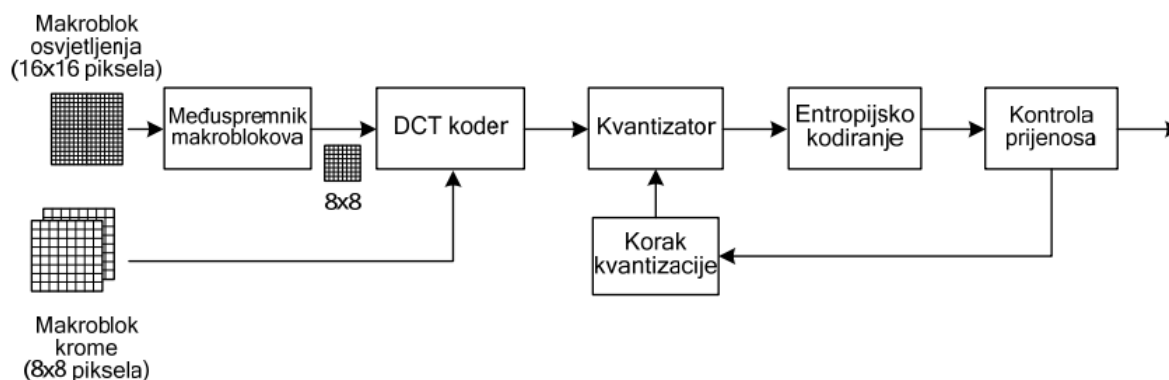 Makroblok
osvjetljenja
(16x16 piksela)
Međuspremnik
makroblokova
8x8
DCT koder
Kvantizator
Entropijsko
kodiranje
Kontrola
prijenosa
Korak
kvantizacije
Makroblok
krome
(8x8 piksela)